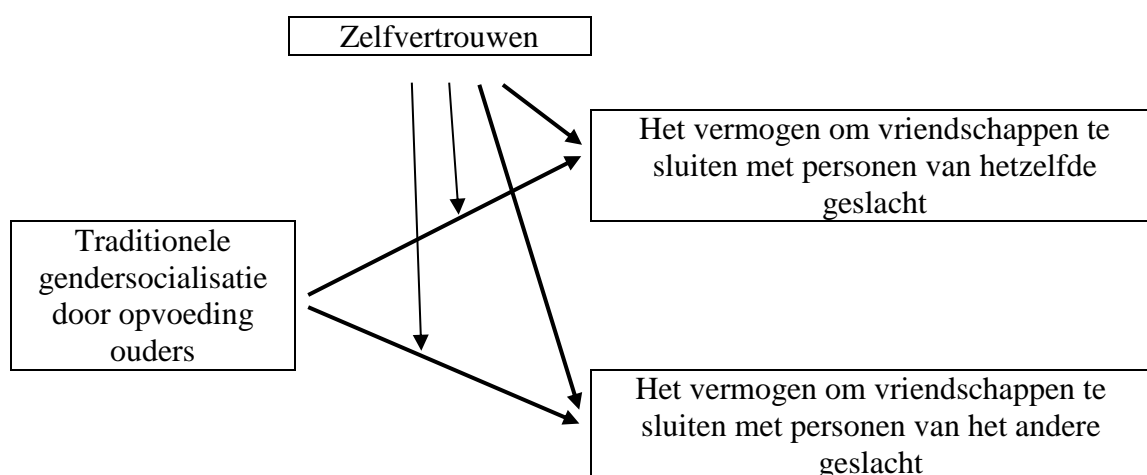 Zelfvertrouwen
Het vermogen om vriendschappen te
sluiten met personen van hetzelfde
geslacht
Traditionele
gendersocialisatie
door opvoeding
ouders
Het vermogen om vriendschappen te
sluiten met personen van het andere
geslacht